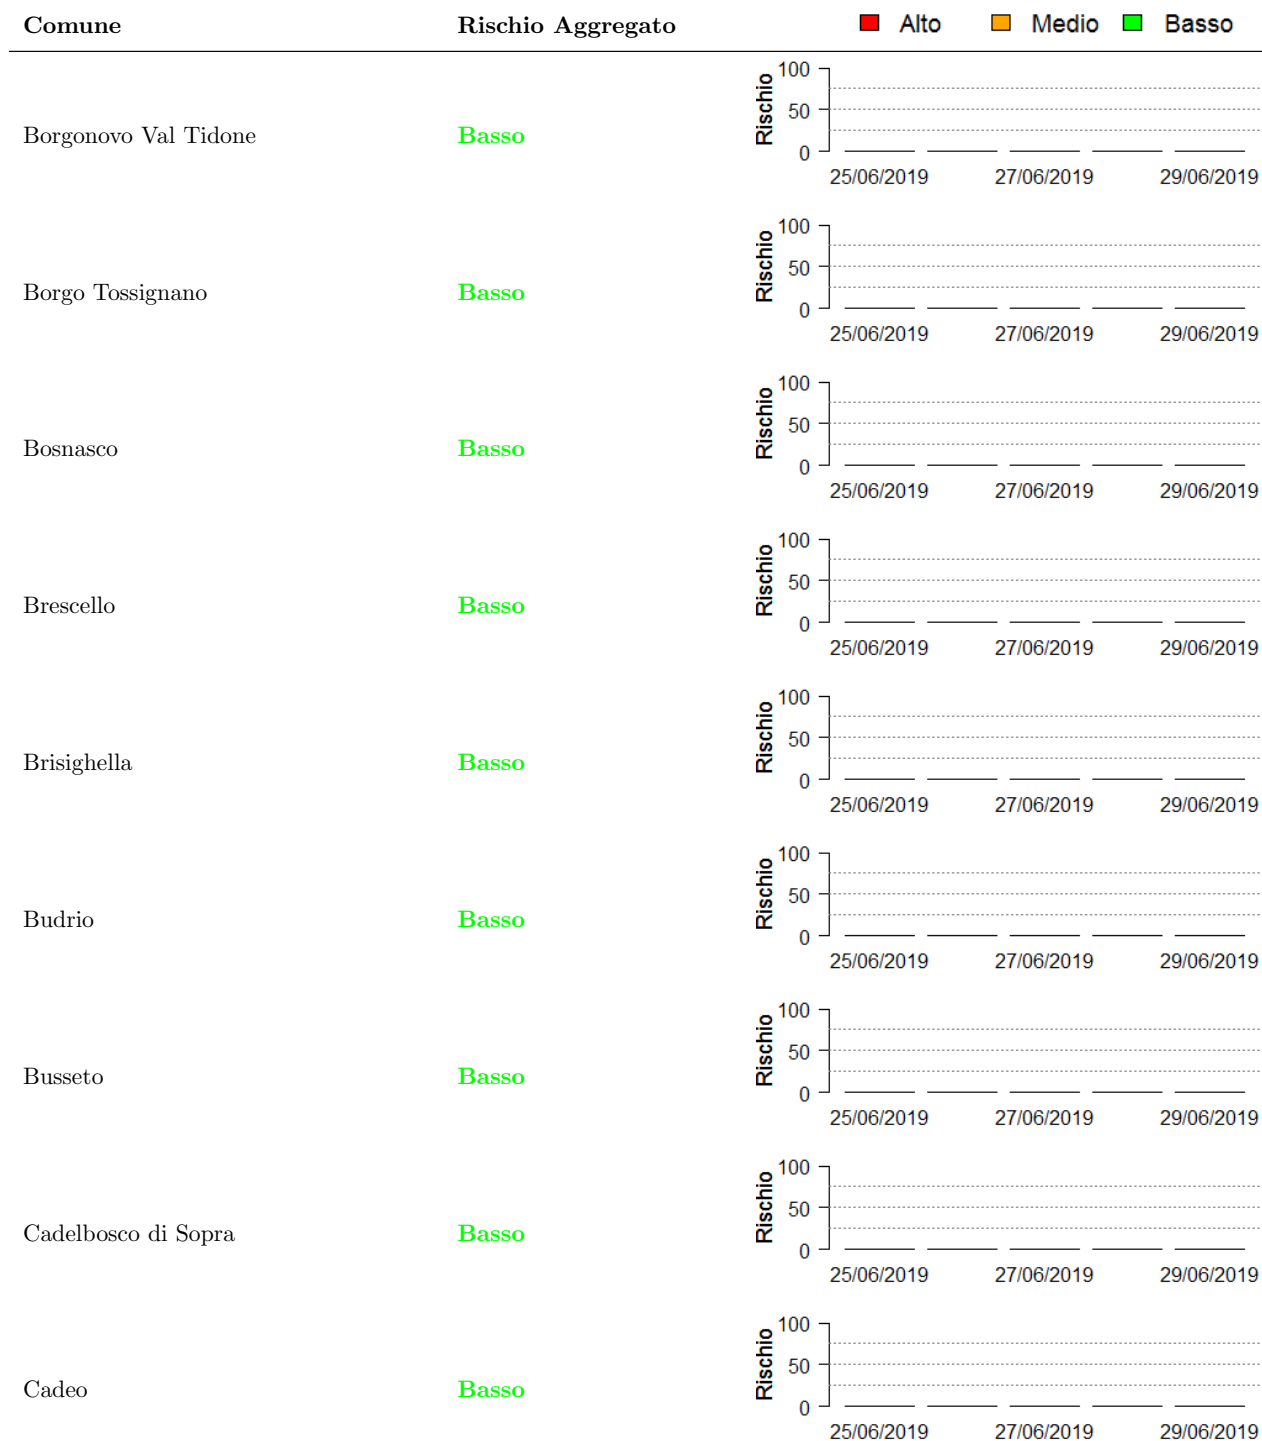 Comune Rischio Aggregato Alto Medio Basso
Borgonovo Val Tidone Basso
Rischio
100
50
0
25/06/2019 27/06/2019 29/06/2019
Borgo Tossignano Basso
Rischio
100
50
0
25/06/2019 27/06/2019 29/06/2019
Bosnasco Basso
Rischio
100
50
0
25/06/2019 27/06/2019 29/06/2019
Brescello Basso
Rischio
100
50
0
25/06/2019 27/06/2019 29/06/2019
Brisighella Basso
Rischio
100
50
0
25/06/2019 27/06/2019 29/06/2019
Budrio Basso
Rischio
100
50
0
25/06/2019 27/06/2019 29/06/2019
Busseto Basso
Rischio
100
50
0
25/06/2019 27/06/2019 29/06/2019
Cadelbosco di Sopra Basso
Rischio
100
50
0
25/06/2019 27/06/2019 29/06/2019
Cadeo Basso
Rischio
100
50
0
25/06/2019 27/06/2019 29/06/2019